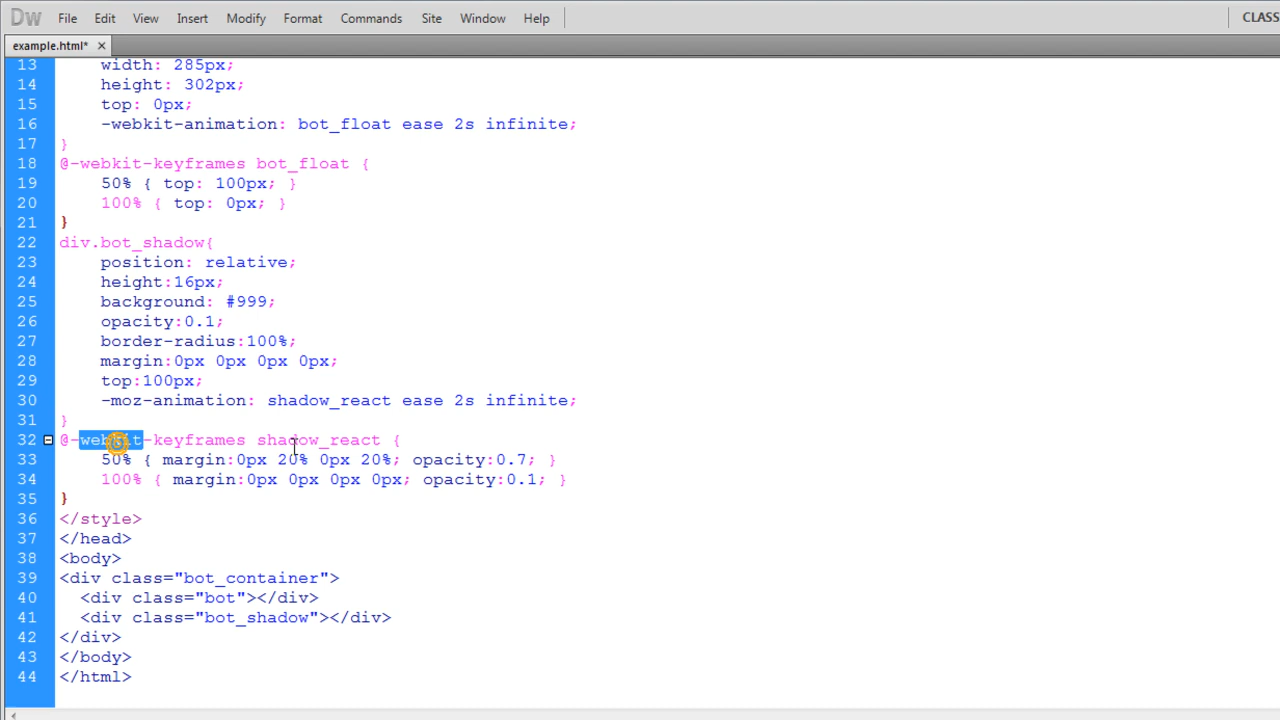 Dw File Edit View Insert Modify Format Commands Site Window Help CLASS
example.html*
13 width: 285px;
14 height: 302px;
15 top: 0px;
16 -webkit-animation: bot_float ease 2s infinite;
17 }
18 @-webkit-keyframes bot_float {
19 50% { top: 100px; }
20 100% { top: 0px; }
21 }
22 div.bot_shadow{
23 position: relative;
24 height:16px;
25 background: #999;
26 opacity:0.1;
27 border-radius:100%;
28 margin:0px 0px 0px 0px;
29 top:100px;
30 -moz-animation: shadow_react ease 2s infinite;
31 }
32 @-webkit-keyframes shadow_react {
33 50% { margin:0px 20% 0px 20%; opacity:0.7; }
34 100% { margin:0px 0px 0px 0px; opacity:0.1; }
35 }
36 </style>
37 </head>
38 <body>
39 <div class="bot_container">
40 <div class="bot"></div>
41 <div class="bot_shadow"></div>
42 </div>
43 </body>
44 </html>